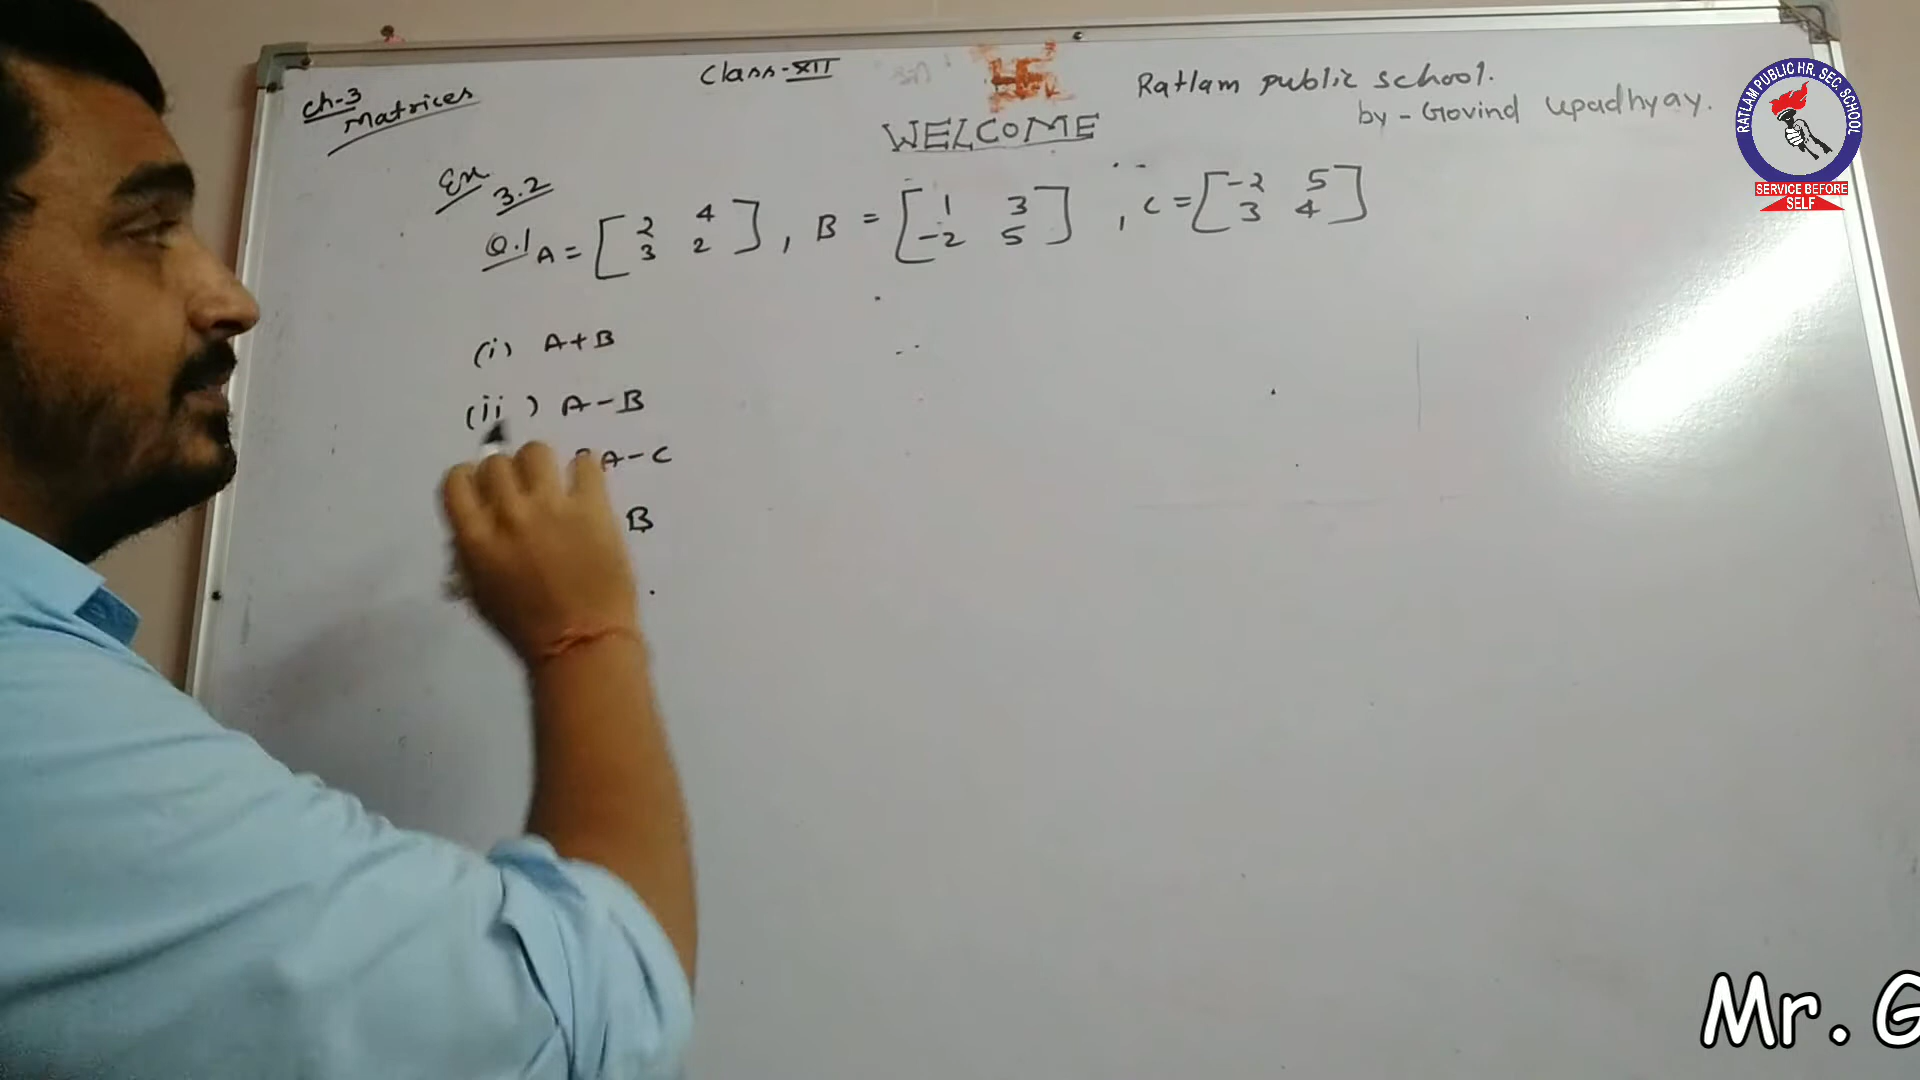 Class-XII
Ratlam public school.
by - Govind upadhyay.
Ch-3
Matrices
WELCOME
Ex 3.2
Q.1 A = [ 2 4 ; 3 2 ], B = [ 1 3 ; -2 5 ], C = [ -2 5 ; 3 4 ]
(i) A+B
(ii) A-B
A-C
B
RATLAM PUBLIC HR. SEC. SCHOOL
SERVICE BEFORE
SELF
Mr. G